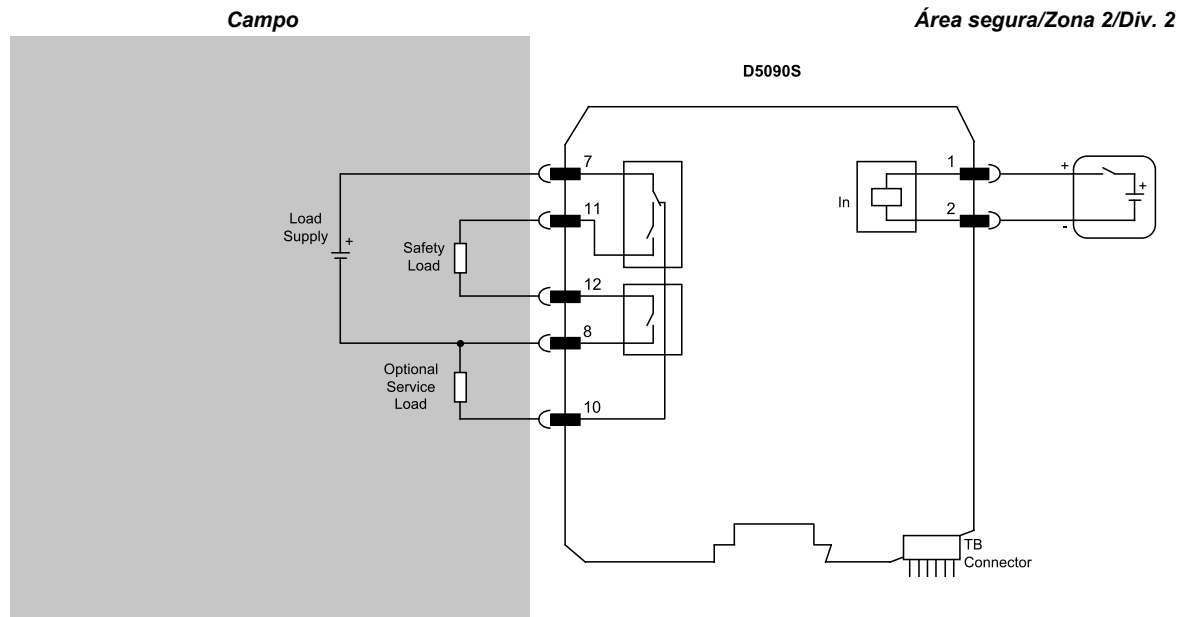 Campo
Área segura/Zona 2/Div. 2
D5090S
7
1
+
+
Load
Supply
+
11
In
2
-
Safety
Load
12
8
Optional
Service
Load
10
TB
Connector